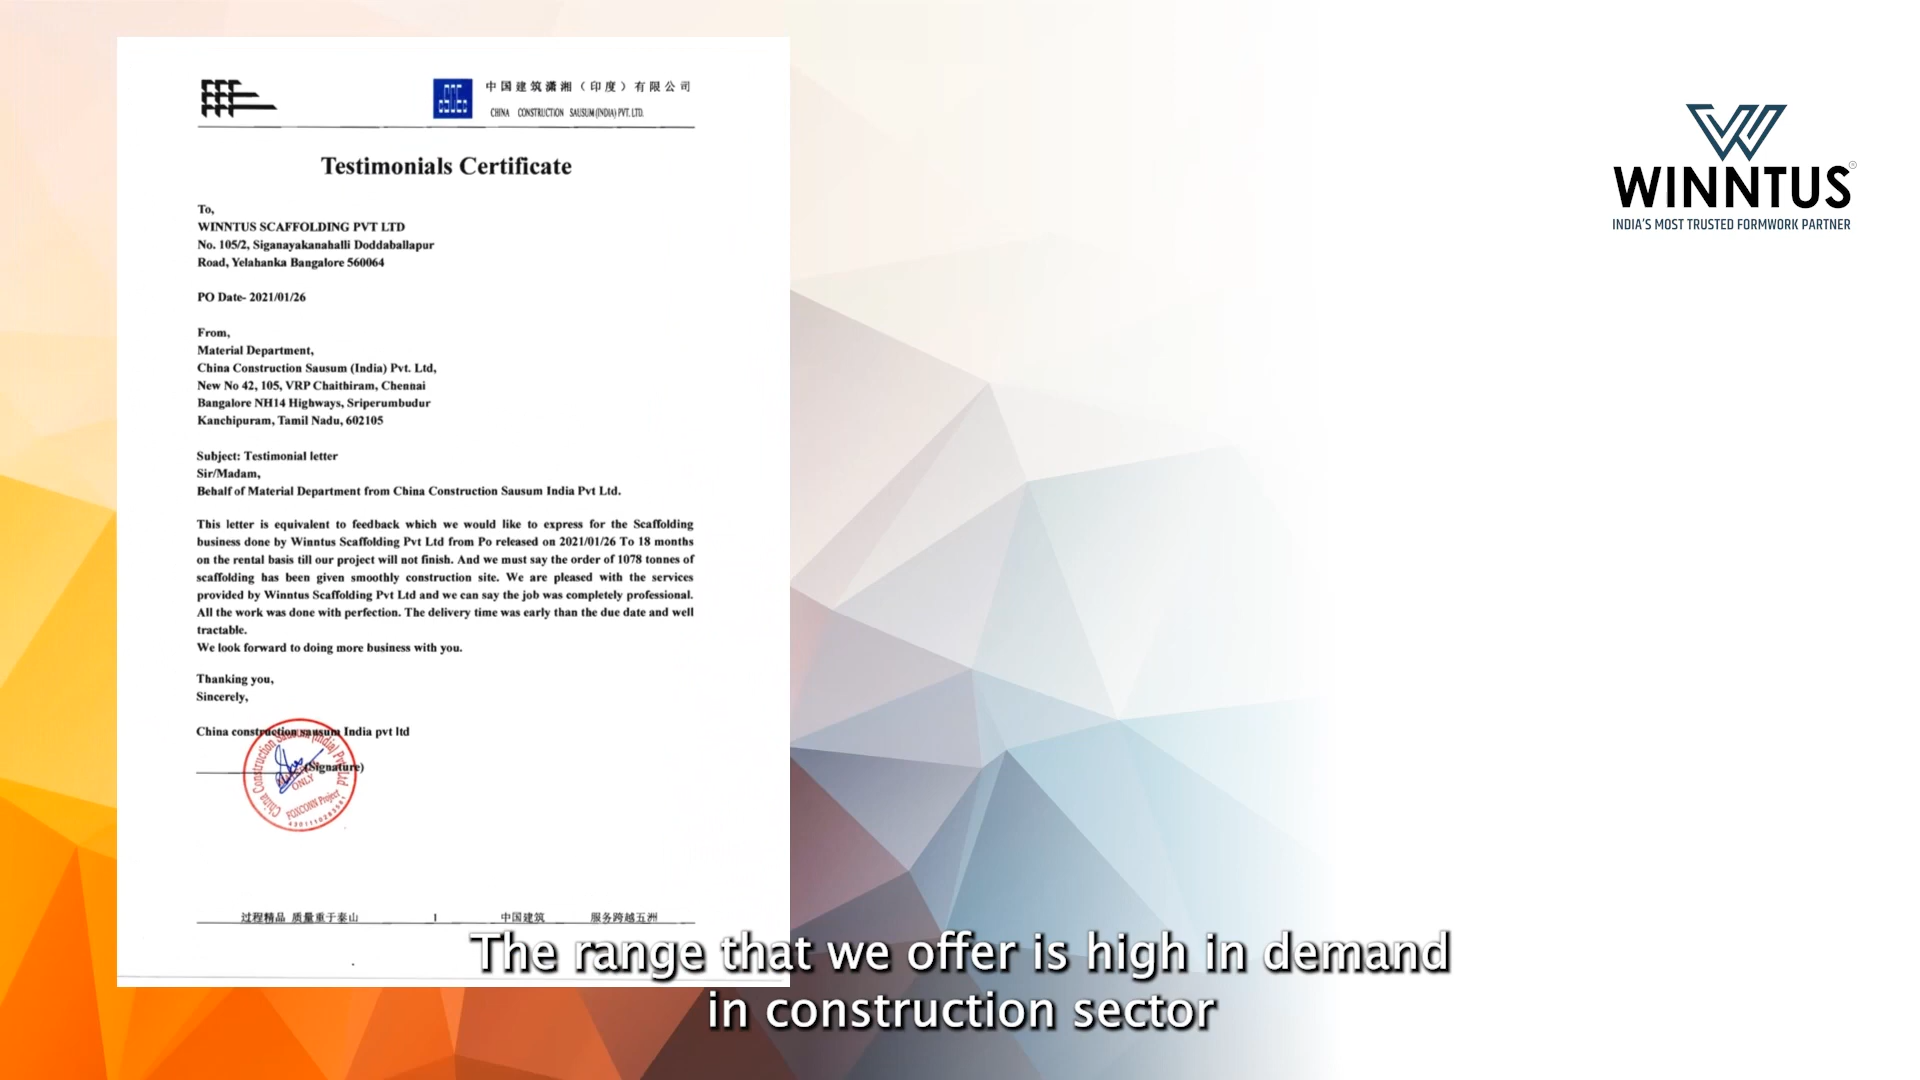 中国建筑潇湘（印度）有限公司
CHINA CONSTRUCTION SAUSUM (INDIA) PVT. LTD.
Testimonials Certificate
To,
WINNTUS SCAFFOLDING PVT LTD
No. 105/2, Siganayakanahalli Doddaballapur
Road, Yelahanka Bangalore 560064
PO Date- 2021/01/26
From,
Material Department,
China Construction Sausum (India) Pvt. Ltd,
New No 42, 105, VRP Chaithiram, Chennai
Bangalore NH14 Highways, Sriperumbudur
Kanchipuram, Tamil Nadu, 602105
Subject: Testimonial letter
Sir/Madam,
Behalf of Material Department from China Construction Sausum India Pvt Ltd.
This letter is equivalent to feedback which we would like to express for the Scaffolding
business done by Winntus Scaffolding Pvt Ltd from Po released on 2021/01/26 To 18 months
on the rental basis till our project will not finish. And we must say the order of 1078 tonnes of
scaffolding has been given smoothly construction site. We are pleased with the services
provided by Winntus Scaffolding Pvt Ltd and we can say the job was completely professional.
All the work was done with perfection. The delivery time was early than the due date and well
tractable.
We look forward to doing more business with you.
Thanking you,
Sincerely,
China construction sausum India pvt ltd
(Signature)
China Construction Sausum (India) Pvt Ltd
ONLY
FOXCONN Project
过程精品 质量重于泰山 1 中国建筑 服务跨越五洲
WINNTUS
INDIA'S MOST TRUSTED FORMWORK PARTNER
The range that we offer is high in demand
in construction sector